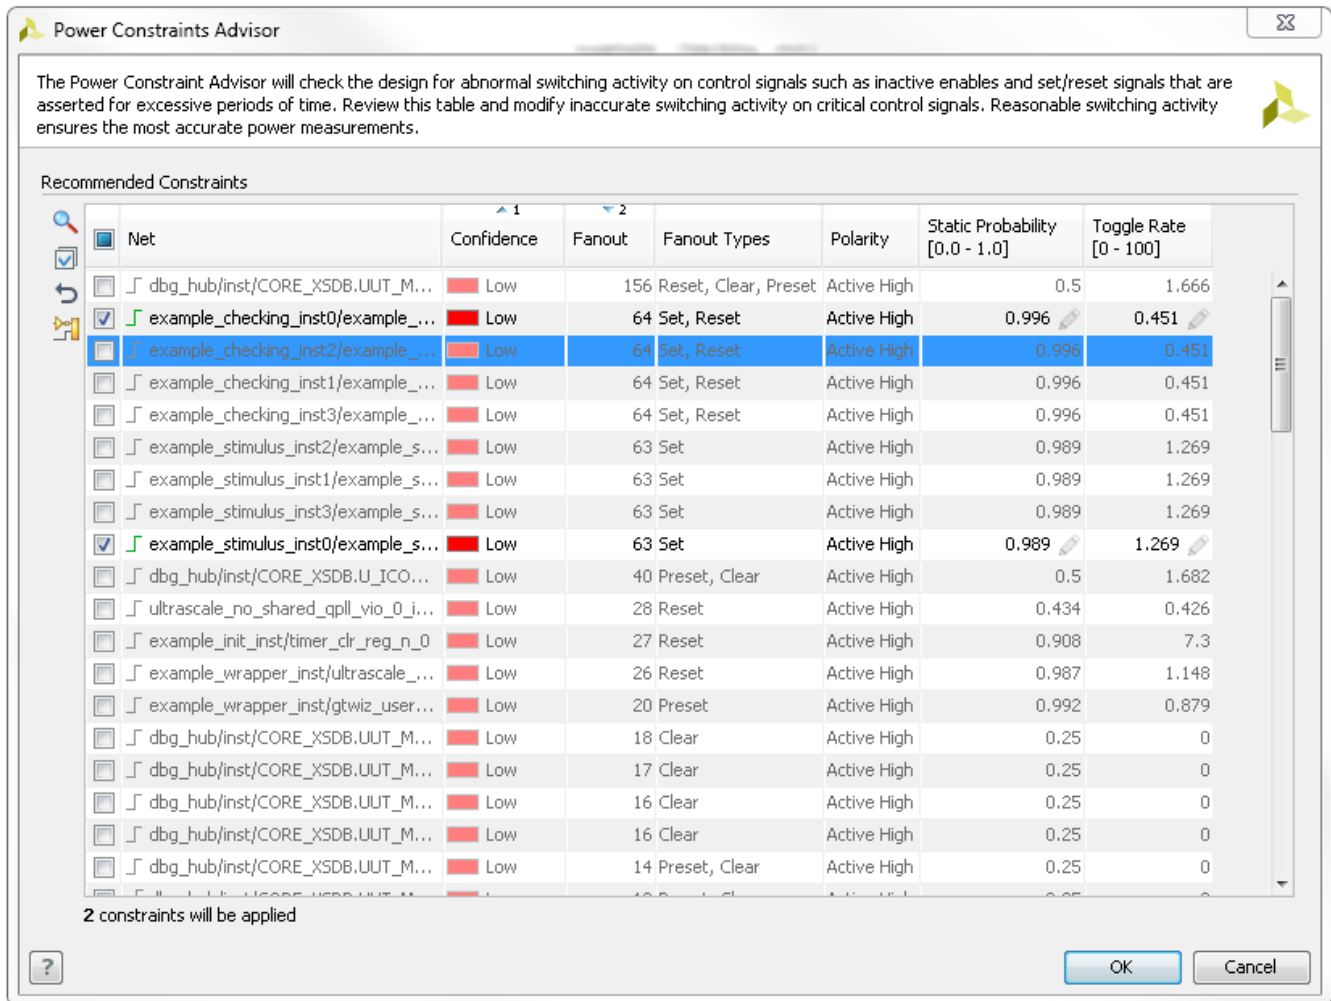 Power Constraints Advisor
The Power Constraint Advisor will check the design for abnormal switching activity on control signals such as inactive enables and set/reset signals that are
asserted for excessive periods of time. Review this table and modify inaccurate switching activity on critical control signals. Reasonable switching activity
ensures the most accurate power measurements.
Recommended Constraints
1 2
Net Confidence Fanout Fanout Types Polarity Static Probability [0.0 - 1.0] Toggle Rate [0 - 100]
dbg_hub/inst/CORE_XSDB.UUT_M... Low 156 Reset, Clear, Preset Active High 0.5 1.666
example_checking_inst0/example_... Low 64 Set, Reset Active High 0.996 0.451
example_checking_inst2/example_... Low 64 Set, Reset Active High 0.996 0.451
example_checking_inst1/example_... Low 64 Set, Reset Active High 0.996 0.451
example_checking_inst3/example_... Low 64 Set, Reset Active High 0.996 0.451
example_stimulus_inst2/example_s... Low 63 Set Active High 0.989 1.269
example_stimulus_inst1/example_s... Low 63 Set Active High 0.989 1.269
example_stimulus_inst3/example_s... Low 63 Set Active High 0.989 1.269
example_stimulus_inst0/example_s... Low 63 Set Active High 0.989 1.269
dbg_hub/inst/CORE_XSDB.U_ICO... Low 40 Preset, Clear Active High 0.5 1.682
ultrascale_no_shared_qpll_vio_0_i... Low 28 Reset Active High 0.434 0.426
example_init_inst/timer_clr_reg_n_0 Low 27 Reset Active High 0.908 7.3
example_wrapper_inst/ultrascale_... Low 26 Reset Active High 0.987 1.148
example_wrapper_inst/gtwiz_user... Low 20 Preset Active High 0.992 0.879
dbg_hub/inst/CORE_XSDB.UUT_M... Low 18 Clear Active High 0.25 0
dbg_hub/inst/CORE_XSDB.UUT_M... Low 17 Clear Active High 0.25 0
dbg_hub/inst/CORE_XSDB.UUT_M... Low 16 Clear Active High 0.25 0
dbg_hub/inst/CORE_XSDB.UUT_M... Low 16 Clear Active High 0.25 0
dbg_hub/inst/CORE_XSDB.UUT_M... Low 14 Preset, Clear Active High 0.25 0
2 constraints will be applied
? OK Cancel